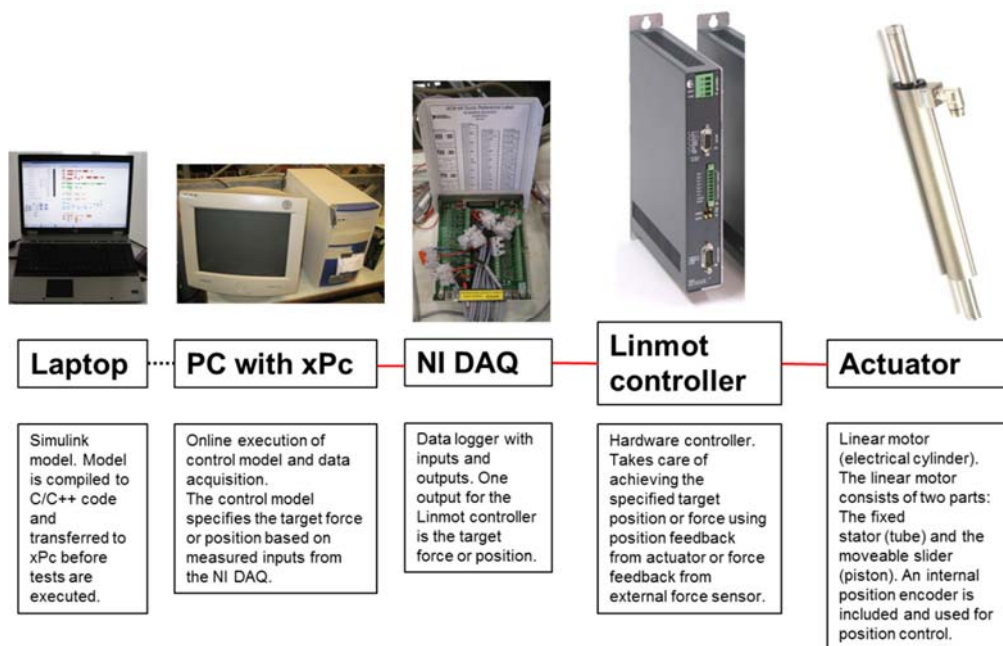 Laptop
PC with xPc
NI DAQ
Linmot
controller
Actuator
Simulink
model. Model
is compiled to
C/C++ code
and
transferred to
xPc before
tests are
executed.
Online execution of
control model and data
acquisition.
The control model
specifies the target force
or position based on
measured inputs from
the NI DAQ.
Data logger with
inputs and
outputs. One
output for the
Linmot controller
is the target
force or position.
Hardware controller.
Takes care of
achieving the
specified target
position or force using
position feedback
from actuator or force
feedback from
external force sensor.
Linear motor
(electrical cylinder).
The linear motor
consists of two parts:
The fixed
stator (tube) and the
moveable slider
(piston). An internal
position encoder is
included and used for
position control.